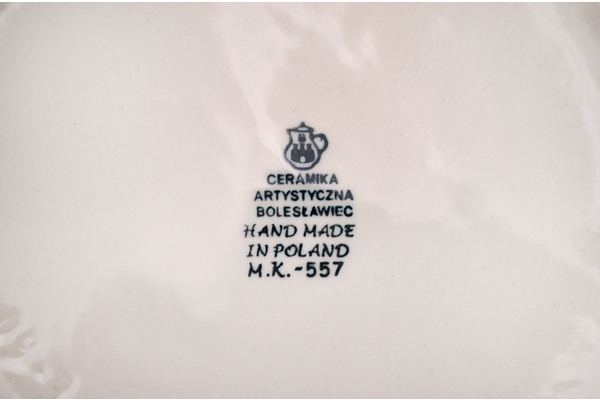 CERAMIKA
ARTYSTYCZNA
BOLESŁAWIEC
HAND MADE
IN POLAND
M.K.-557